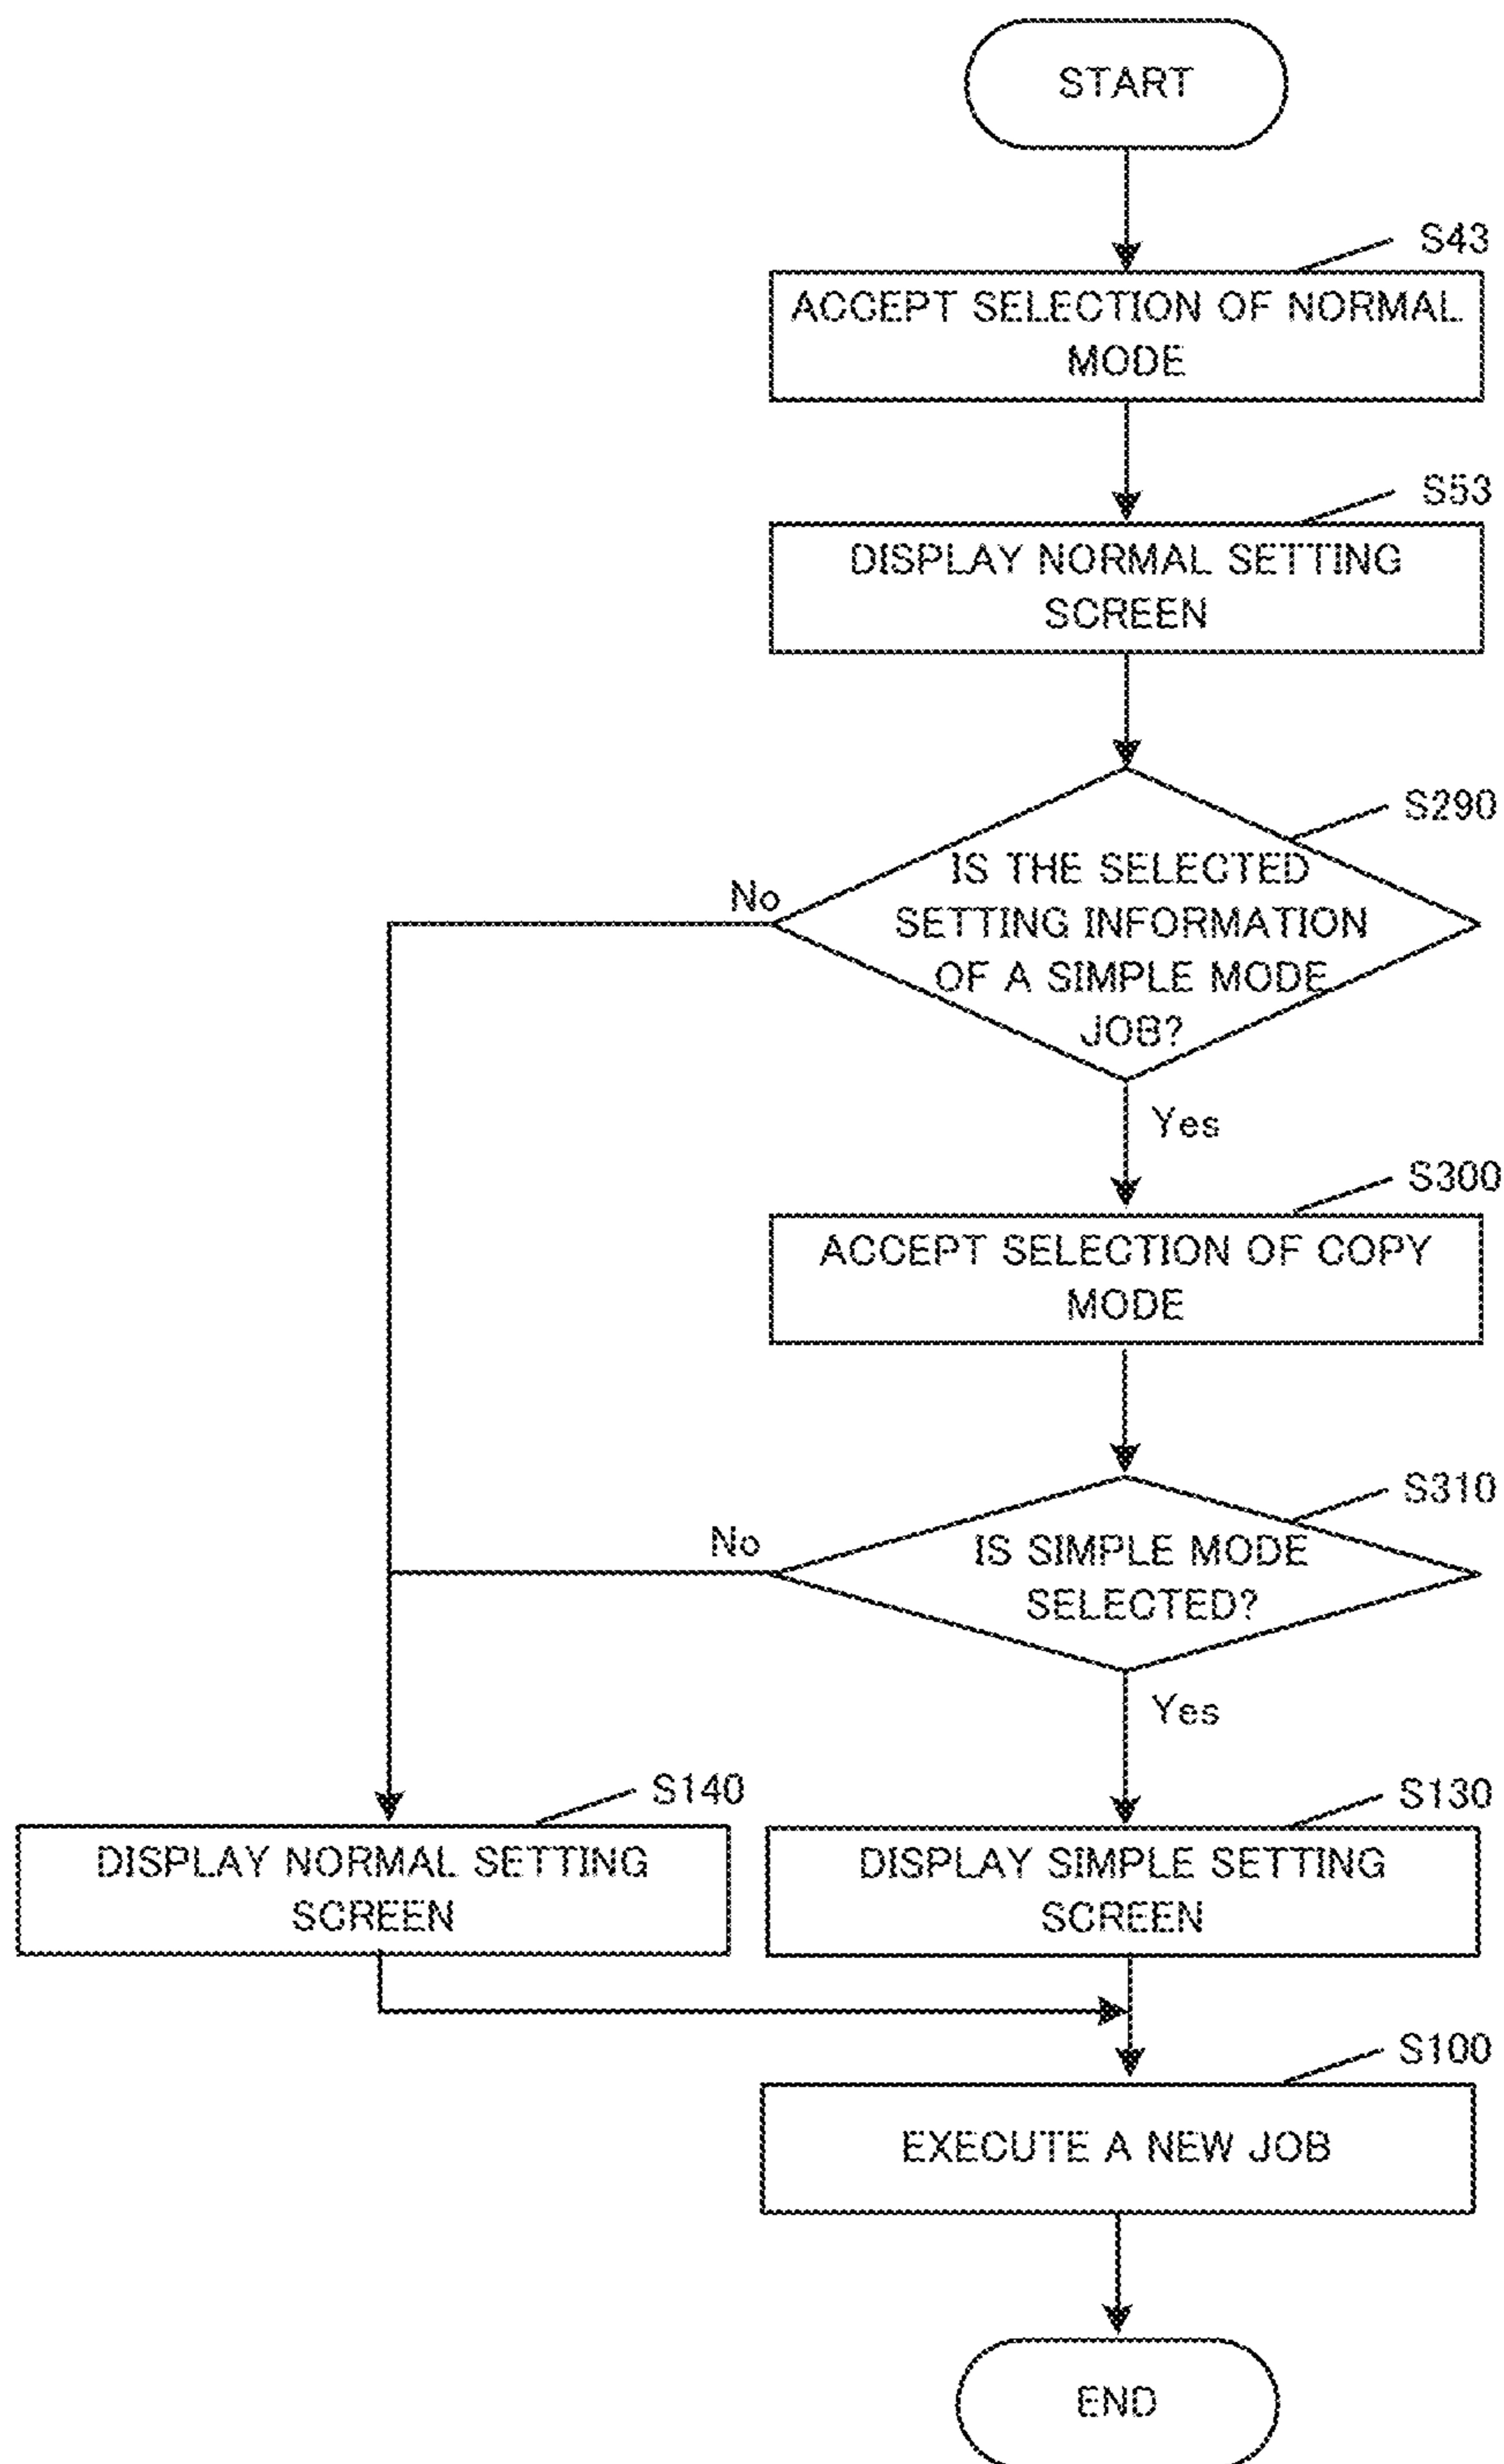 START
S43
ACCEPT SELECTION OF NORMAL
MODE
S53
DISPLAY NORMAL SETTING
SCREEN
S290
IS THE SELECTED
SETTING INFORMATION
OF A SIMPLE MODE
JOB?
No
Yes
S300
ACCEPT SELECTION OF COPY
MODE
S310
IS SIMPLE MODE
SELECTED?
No
Yes
S140
DISPLAY NORMAL SETTING
SCREEN
S130
DISPLAY SIMPLE SETTING
SCREEN
S100
EXECUTE A NEW JOB
END